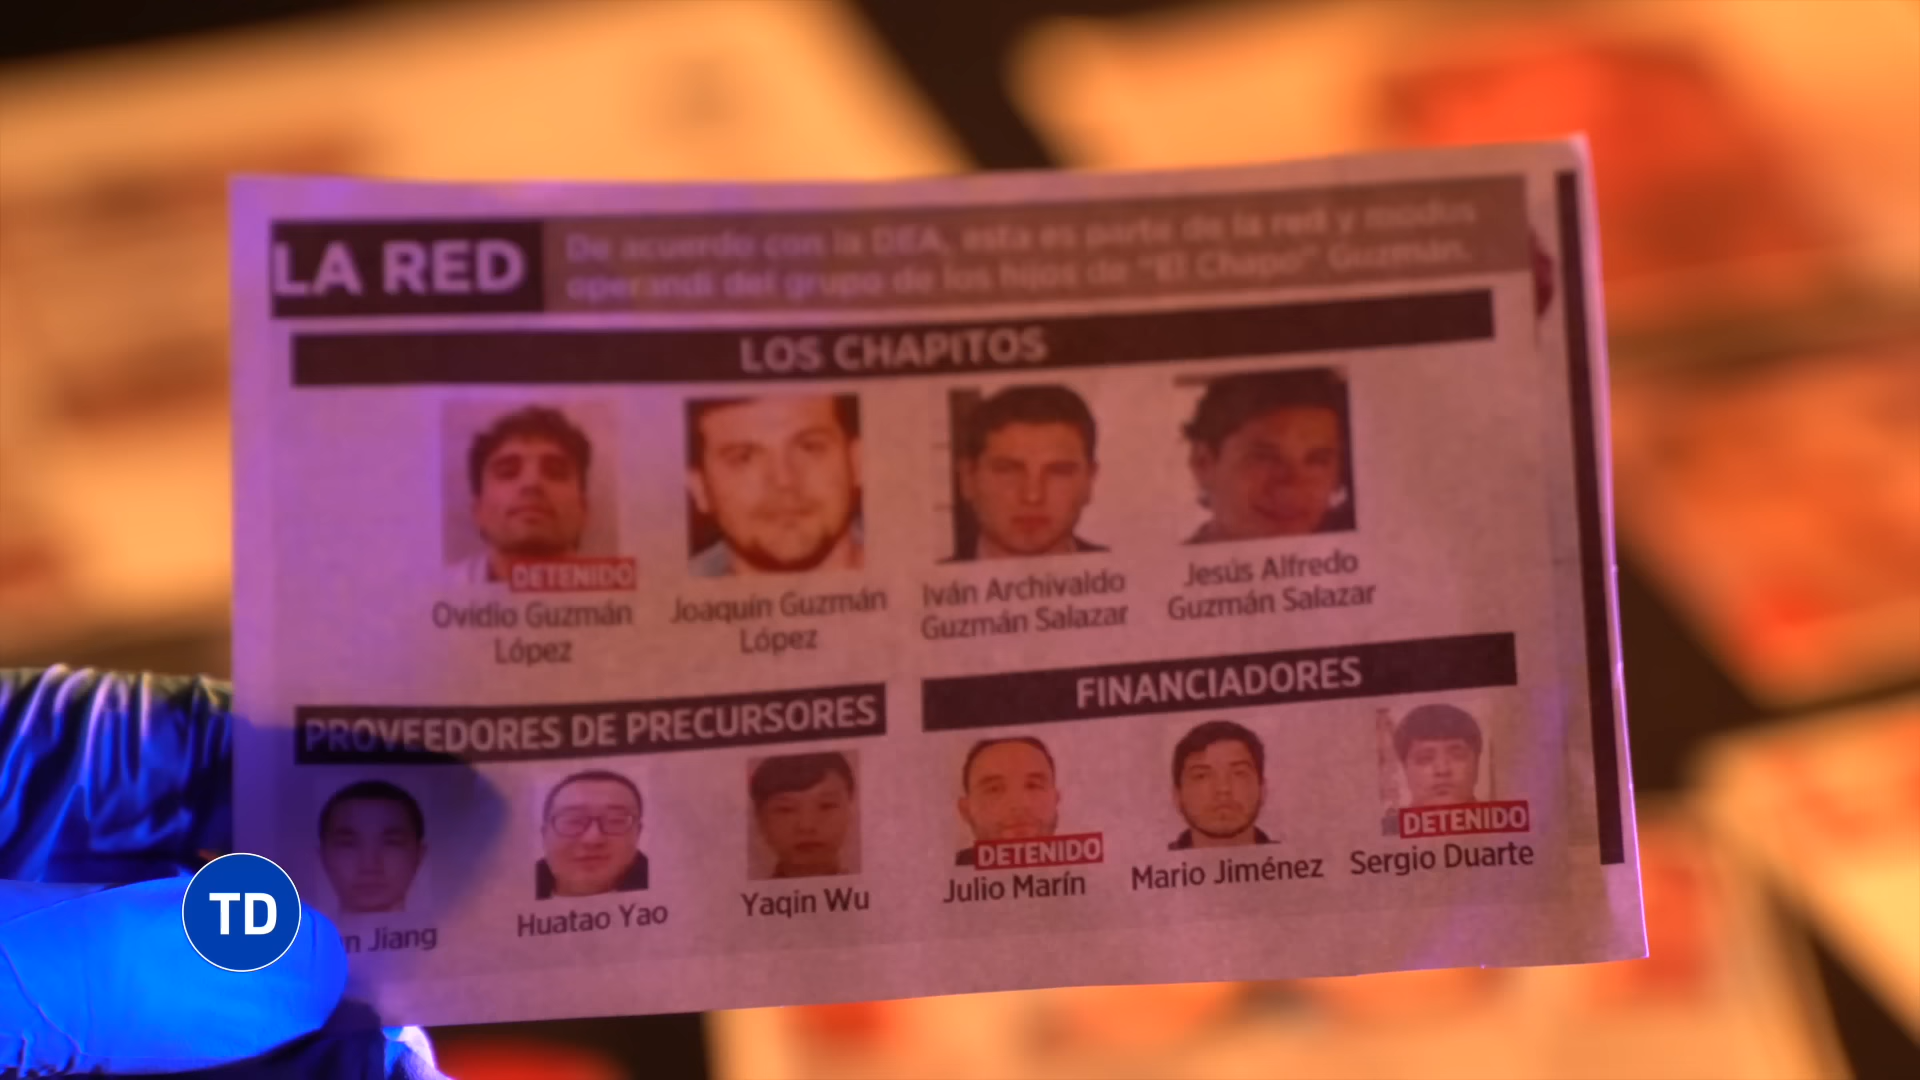 LA RED
De acuerdo con la DEA, esta es parte de la red y modus
operandi del grupo de los hijos de "El Chapo" Guzmán.
LOS CHAPITOS
DETENIDO
Ovidio Guzmán
López
Joaquín Guzmán
López
Iván Archivaldo
Guzmán Salazar
Jesús Alfredo
Guzmán Salazar
PROVEEDORES DE PRECURSORES
n Jiang
Huatao Yao
Yaqin Wu
FINANCIADORES
DETENIDO
Julio Marín
Mario Jiménez
DETENIDO
Sergio Duarte
TD